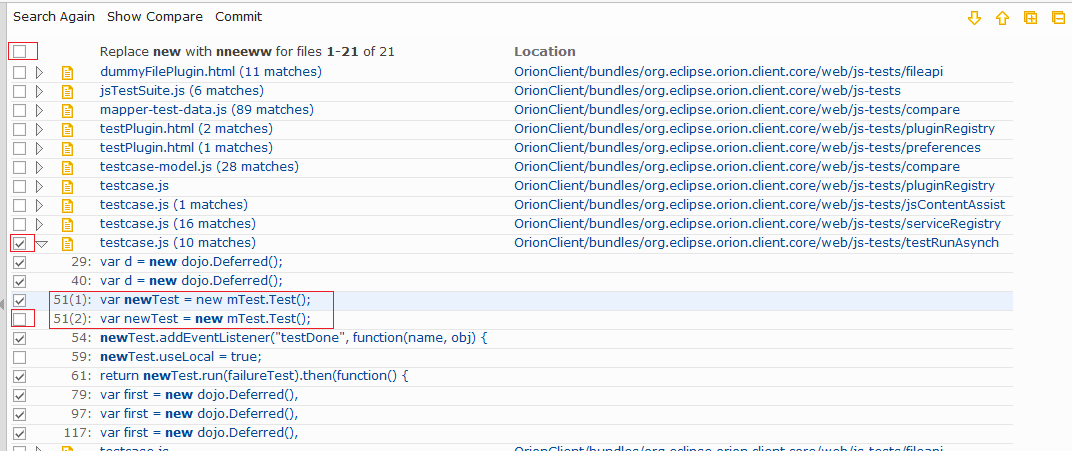 Search Again Show Compare Commit
Replace new with nneeww for files 1-21 of 21 Location
dummyFilePlugin.html (11 matches) OrionClient/bundles/org.eclipse.orion.client.core/web/js-tests/fileapi
jsTestSuite.js (6 matches) OrionClient/bundles/org.eclipse.orion.client.core/web/js-tests
mapper-test-data.js (89 matches) OrionClient/bundles/org.eclipse.orion.client.core/web/js-tests/compare
testPlugin.html (2 matches) OrionClient/bundles/org.eclipse.orion.client.core/web/js-tests/pluginRegistry
testPlugin.html (1 matches) OrionClient/bundles/org.eclipse.orion.client.core/web/js-tests/preferences
testcase-model.js (28 matches) OrionClient/bundles/org.eclipse.orion.client.core/web/js-tests/compare
testcase.js OrionClient/bundles/org.eclipse.orion.client.core/web/js-tests/pluginRegistry
testcase.js (1 matches) OrionClient/bundles/org.eclipse.orion.client.core/web/js-tests/jsContentAssist
testcase.js (16 matches) OrionClient/bundles/org.eclipse.orion.client.core/web/js-tests/serviceRegistry
testcase.js (10 matches) OrionClient/bundles/org.eclipse.orion.client.core/web/js-tests/testRunAsynch
29: var d = new dojo.Deferred();
40: var d = new dojo.Deferred();
51(1): var newTest = new mTest.Test();
51(2): var newTest = new mTest.Test();
54: newTest.addEventListener("testDone", function(name, obj) {
59: newTest.useLocal = true;
61: return newTest.run(failureTest).then(function() {
79: var first = new dojo.Deferred(),
97: var first = new dojo.Deferred(),
117: var first = new dojo.Deferred(),
testcase.js OrionClient/bundles/org.eclipse.orion.client.core/web/js-tests/fileapi